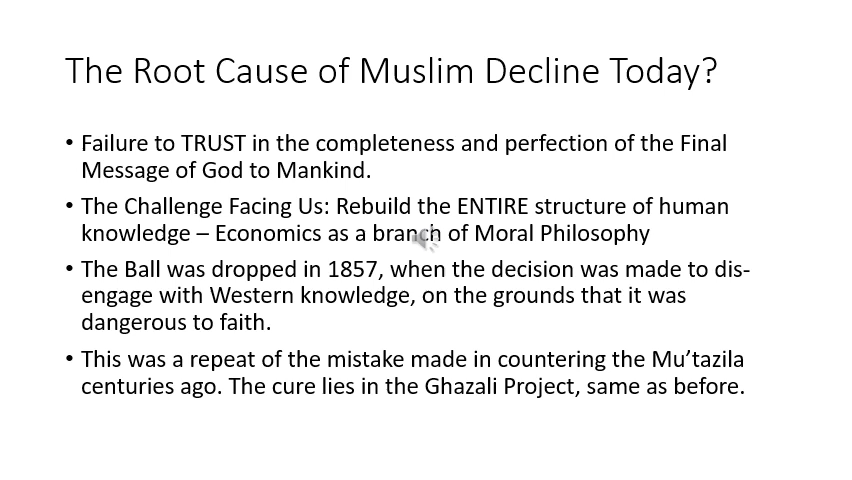 The Root Cause of Muslim Decline Today?
• Failure to TRUST in the completeness and perfection of the Final
Message of God to Mankind.
• The Challenge Facing Us: Rebuild the ENTIRE structure of human
knowledge – Economics as a branch of Moral Philosophy
• The Ball was dropped in 1857, when the decision was made to dis-
engage with Western knowledge, on the grounds that it was
dangerous to faith.
• This was a repeat of the mistake made in countering the Mu’tazila
centuries ago. The cure lies in the Ghazali Project, same as before.